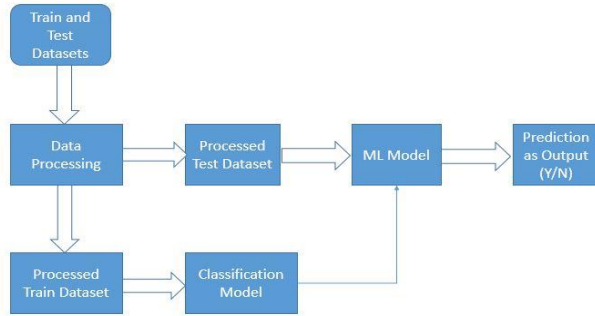 Train and
Test
Datasets
Data
Processing
Processed
Test Dataset
ML Model
Prediction
as Output
(Y/N)
Processed
Train Dataset
Classification
Model